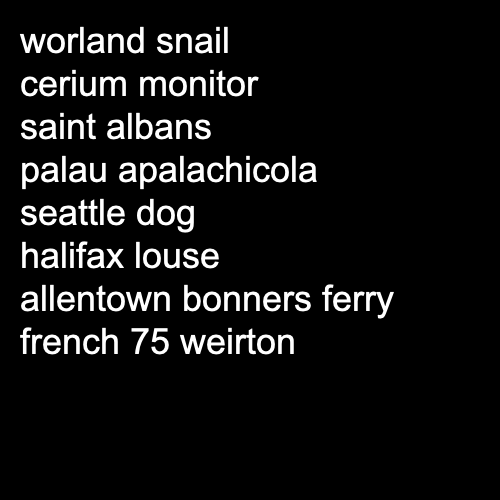 worland snail
cerium monitor
saint albans
palau apalachicola
seattle dog
halifax louse
allentown bonners ferry
french 75 weirton